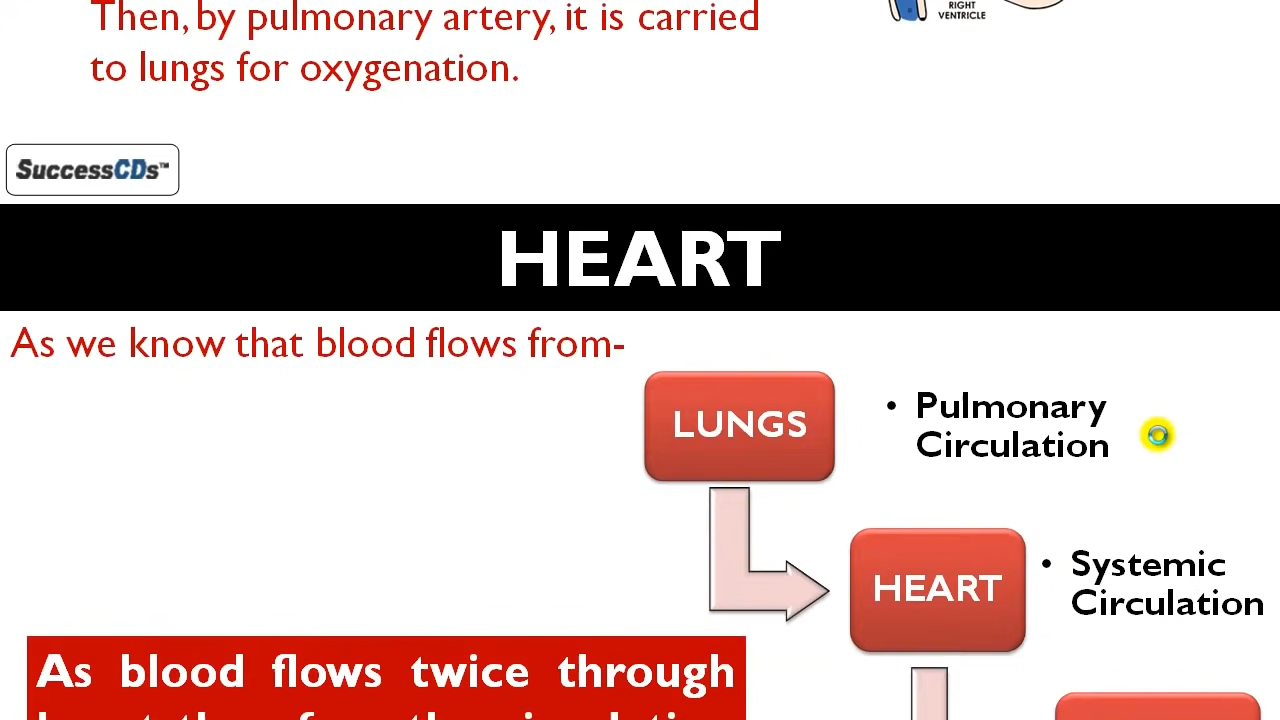 Then, by pulmonary artery, it is carried
to lungs for oxygenation.
RIGHT
VENTRICLE
SuccessCDs™
HEART
As we know that blood flows from-
LUNGS
• Pulmonary
Circulation
HEART
• Systemic
Circulation
As blood flows twice through